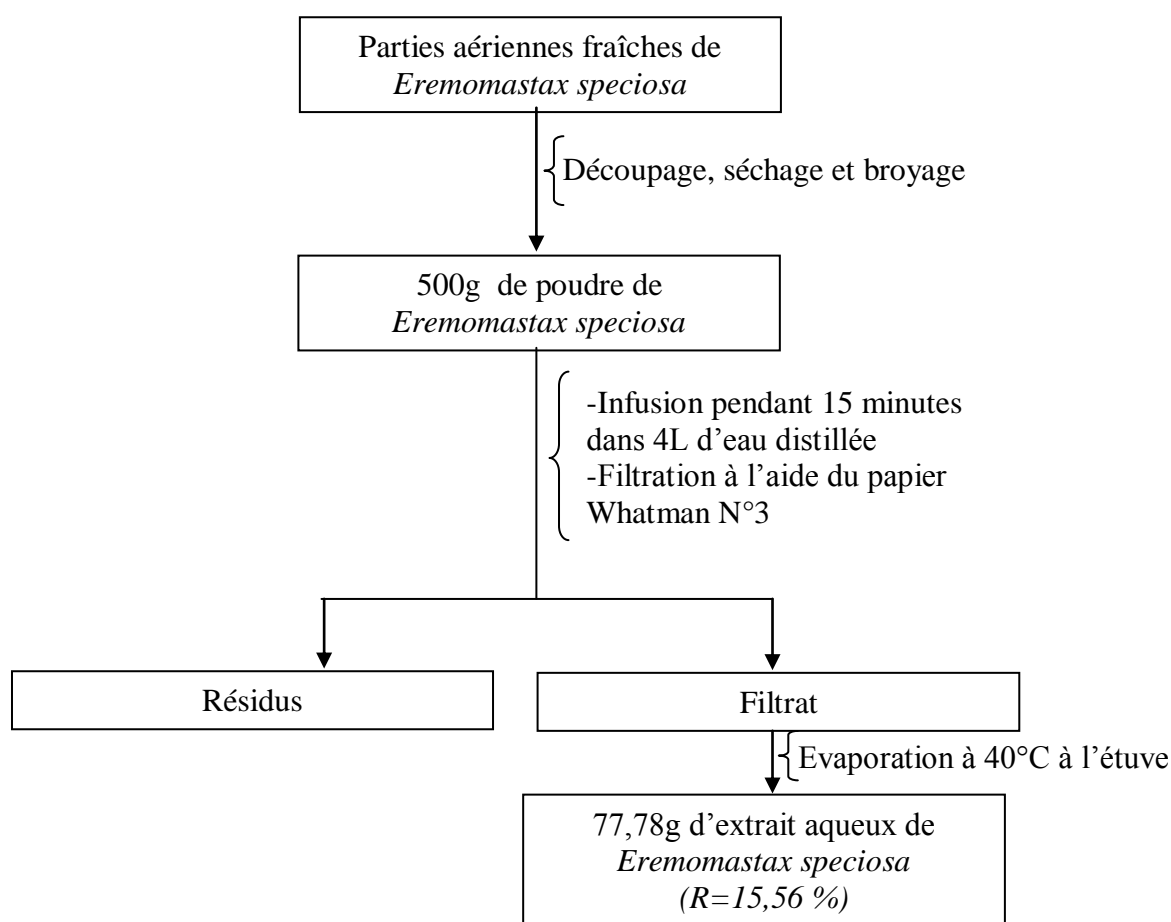 Parties aériennes fraîches de
Eremomastax speciosa
Découpage, séchage et broyage
500g de poudre de
Eremomastax speciosa
-Infusion pendant 15 minutes
dans 4L d’eau distillée
-Filtration à l’aide du papier
Whatman N°3
Résidus
Filtrat
Evaporation à 40°C à l’étuve
77,78g d’extrait aqueux de
Eremomastax speciosa
(R=15,56 %)